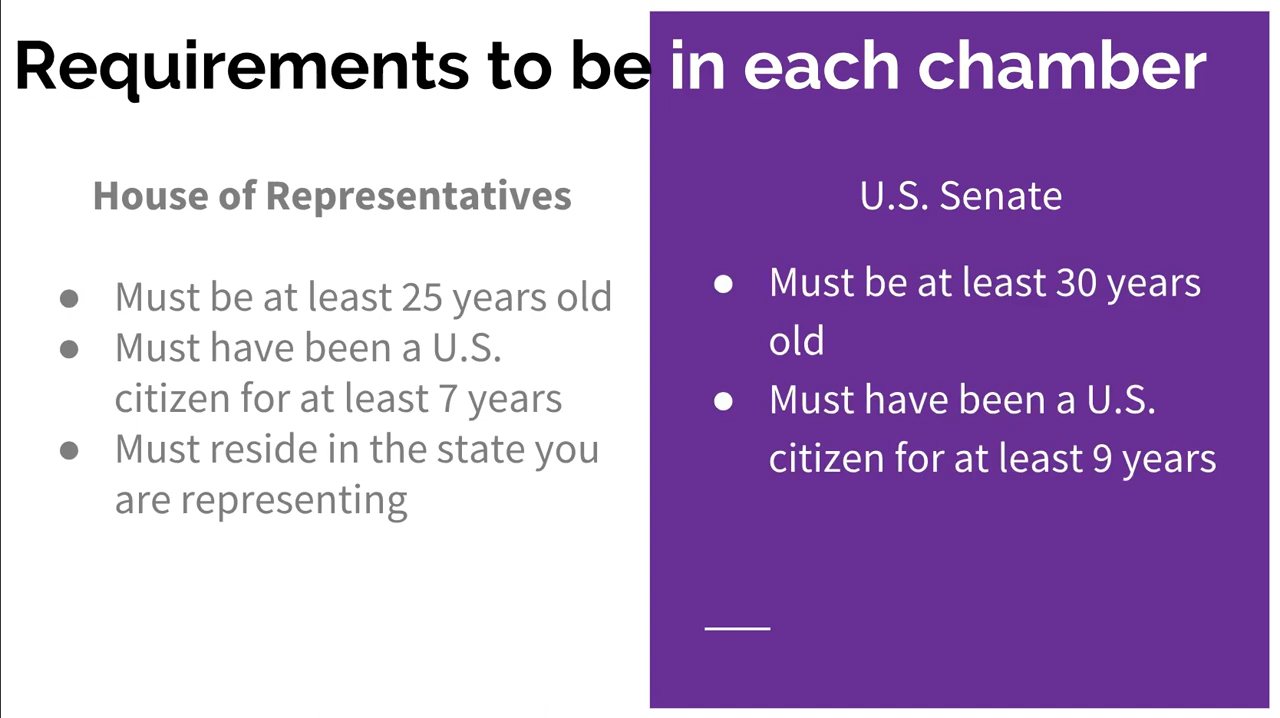 Requirements to be in each chamber
House of Representatives
● Must be at least 25 years old
● Must have been a U.S.
citizen for at least 7 years
● Must reside in the state you
are representing
U.S. Senate
● Must be at least 30 years
old
● Must have been a U.S.
citizen for at least 9 years